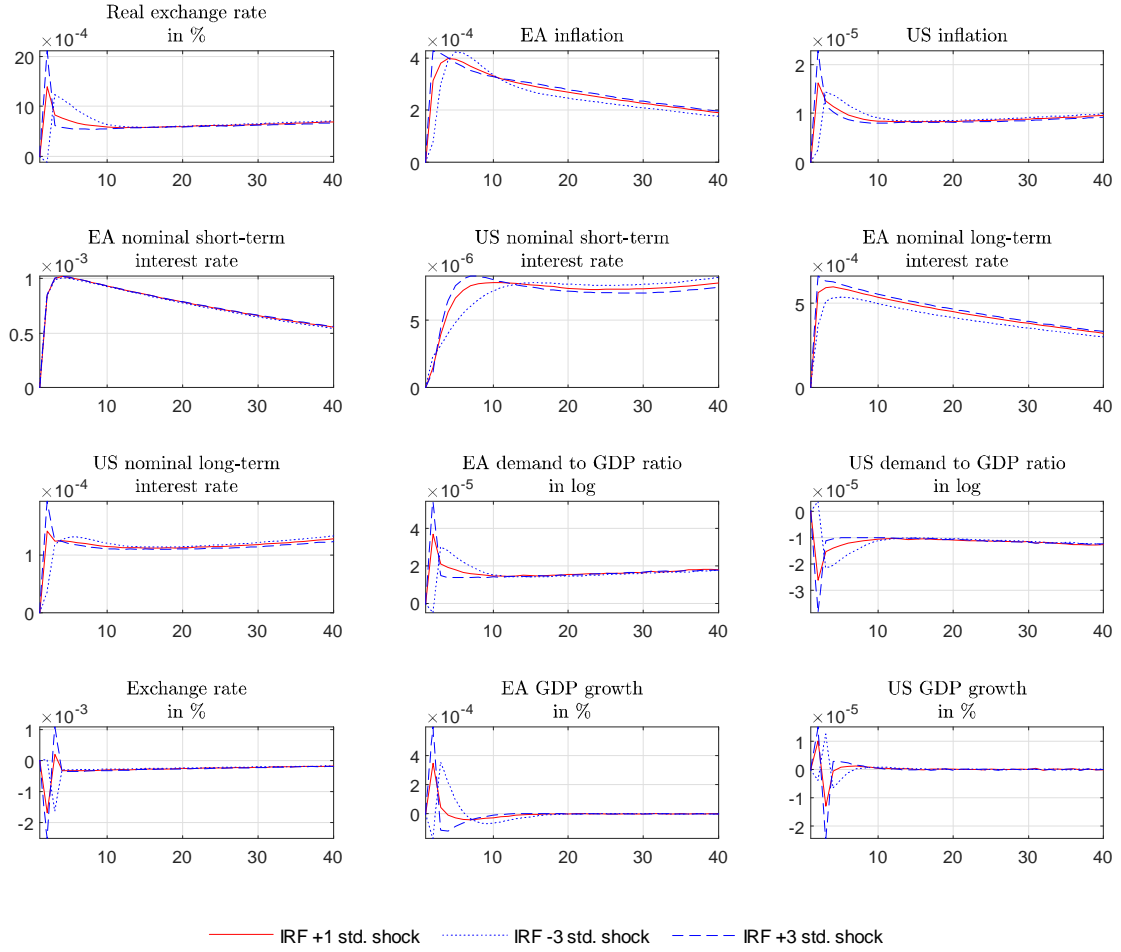 Real exchange rate
in %
×10⁻⁴
20
10
0
10 20 30 40
EA inflation
×10⁻⁴
4
2
0
10 20 30 40
US inflation
×10⁻⁵
2
1
0
10 20 30 40
EA nominal short-term
interest rate
×10⁻³
1
0.5
0
10 20 30 40
US nominal short-term
interest rate
×10⁻⁶
5
0
10 20 30 40
EA nominal long-term
interest rate
×10⁻⁴
5
0
10 20 30 40
US nominal long-term
interest rate
×10⁻⁴
1
0
10 20 30 40
EA demand to GDP ratio
in log
×10⁻⁵
4
2
0
10 20 30 40
US demand to GDP ratio
in log
×10⁻⁵
0
-1
-2
-3
10 20 30 40
Exchange rate
in %
×10⁻³
1
0
-1
-2
10 20 30 40
EA GDP growth
in %
×10⁻⁴
4
2
0
10 20 30 40
US GDP growth
in %
×10⁻⁵
1
0
-1
-2
10 20 30 40
IRF +1 std. shock IRF -3 std. shock IRF +3 std. shock